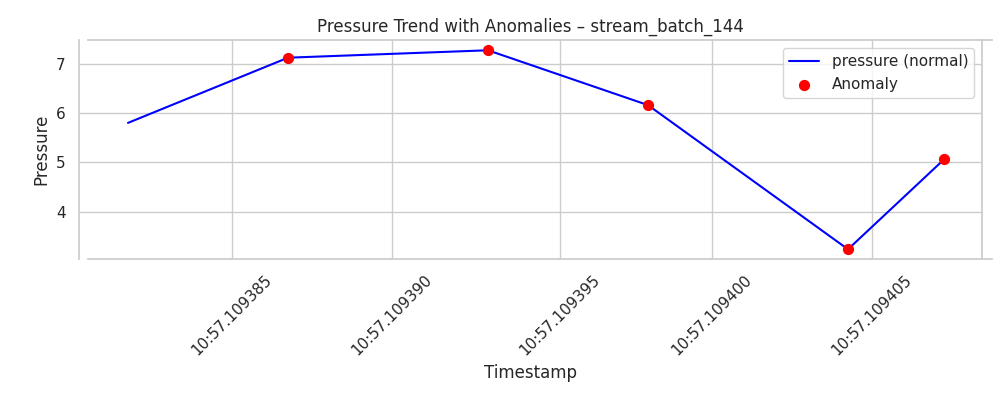 Pressure Trend with Anomalies – stream_batch_144
pressure (normal)
Anomaly
Pressure
7
6
5
4
10:57.109385
10:57.109390
10:57.109395
10:57.109400
10:57.109405
Timestamp